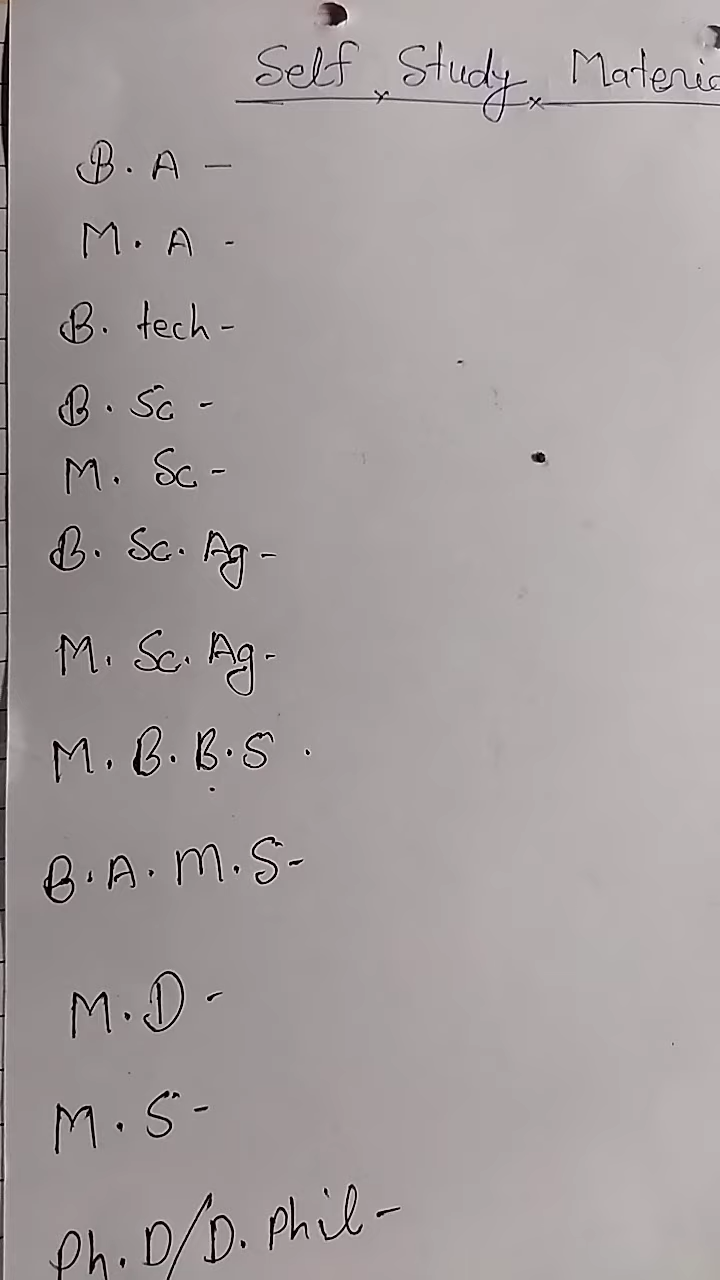 Self Study Materia
B. A -
M. A -
B. tech -
B. Sc -
M. Sc -
B. Sc. Ag -
M. Sc. Ag -
M. B. B. S .
B. A. M. S -
M. D -
M. S -
Ph. D/D. Phil -